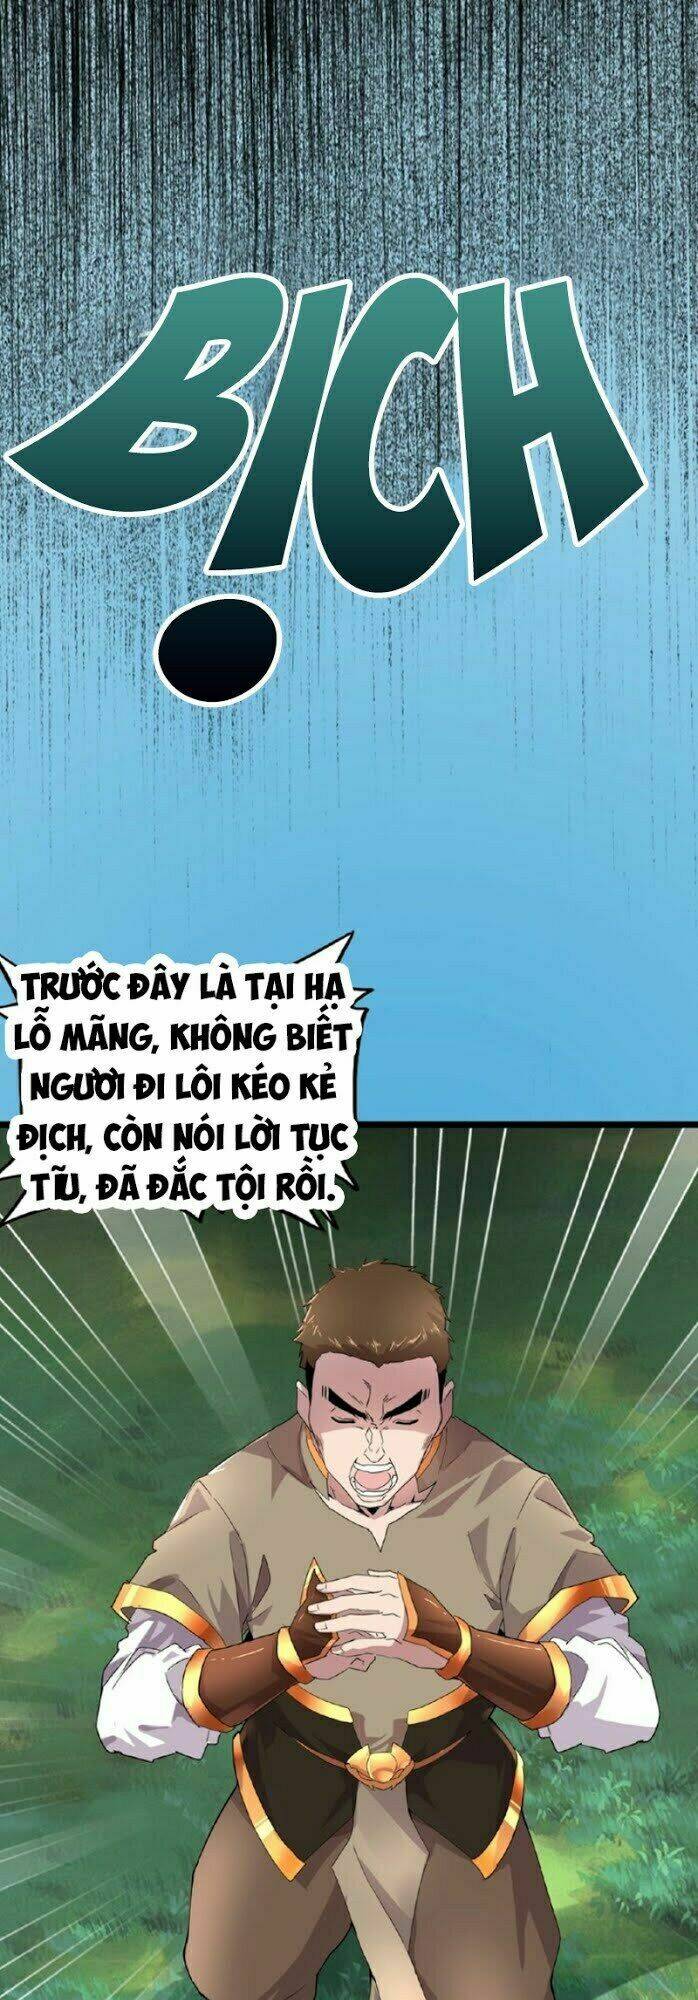 BỊCH
TRƯỚC ĐÂY LÀ TẠI HẠ
LỖ MÃNG, KHÔNG BIẾT
NGƯƠI ĐI LÔI KÉO KẺ
ĐỊCH, CÒN NÓI LỜI TỤC
TĨU, ĐÃ ĐẮC TỘI RỒI.